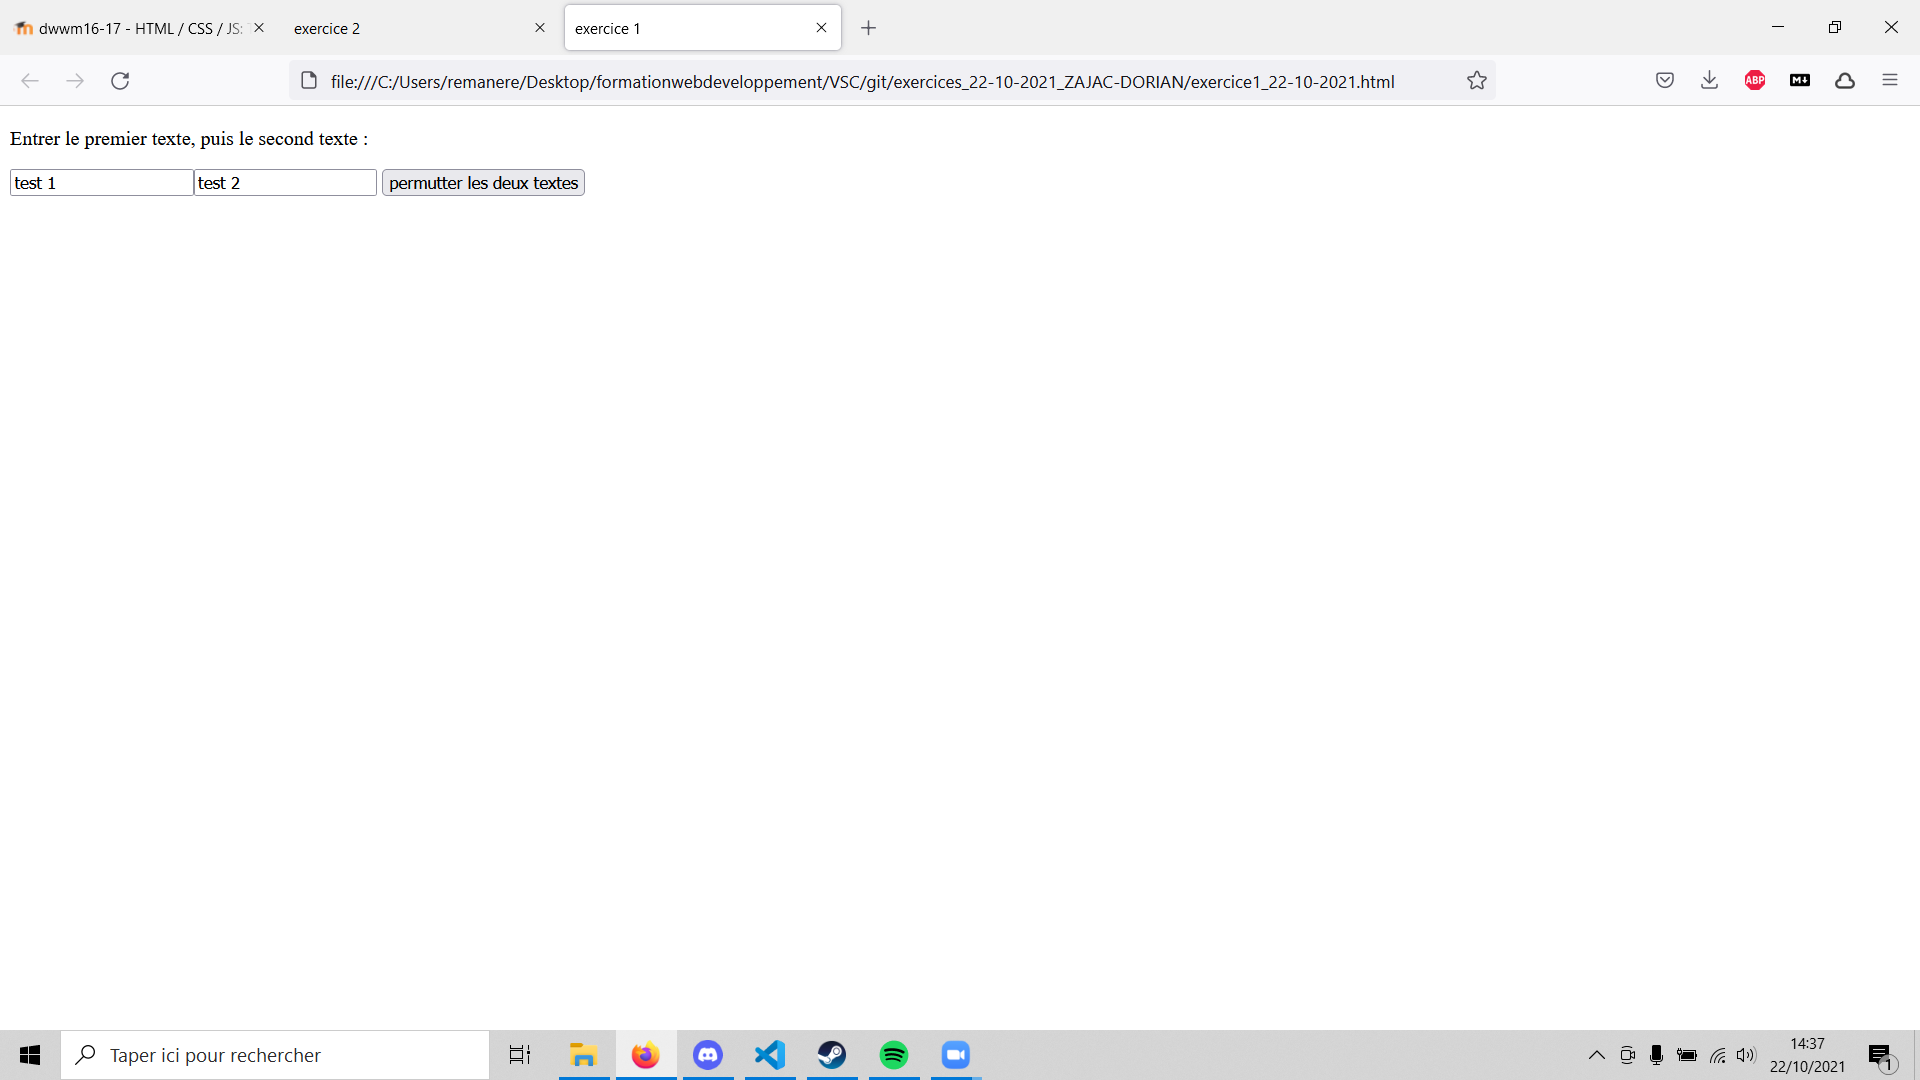 dwwm16-17 - HTML / CSS / JS:
exercice 2
exercice 1
file:///C:/Users/remanere/Desktop/formationwebdeveloppement/VSC/git/exercices_22-10-2021_ZAJAC-DORIAN/exercice1_22-10-2021.html
ABP
M
Entrer le premier texte, puis le second texte :
test 1 test 2 permutter les deux textes
Taper ici pour rechercher
14:37
22/10/2021
1